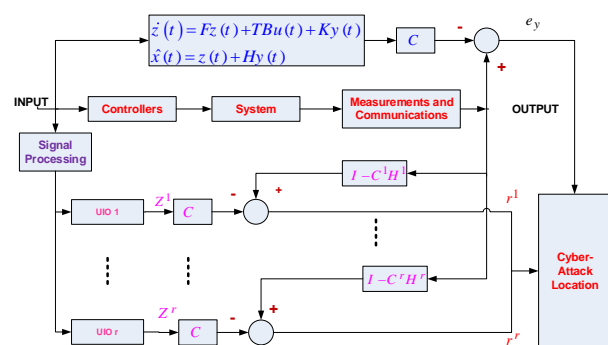 ż(t) = Fz(t)+TBu(t)+Ky(t)
x̂(t) = z(t)+Hy(t)
C
-
+
e_y
INPUT
Controllers
System
Measurements and
Communications
OUTPUT
Signal
Processing
I - C¹H¹
UIO 1
Z¹
C
-
+
r¹
I - CʳHʳ
Cyber-
Attack
Location
UIO r
Zʳ
C
-
+
rʳ